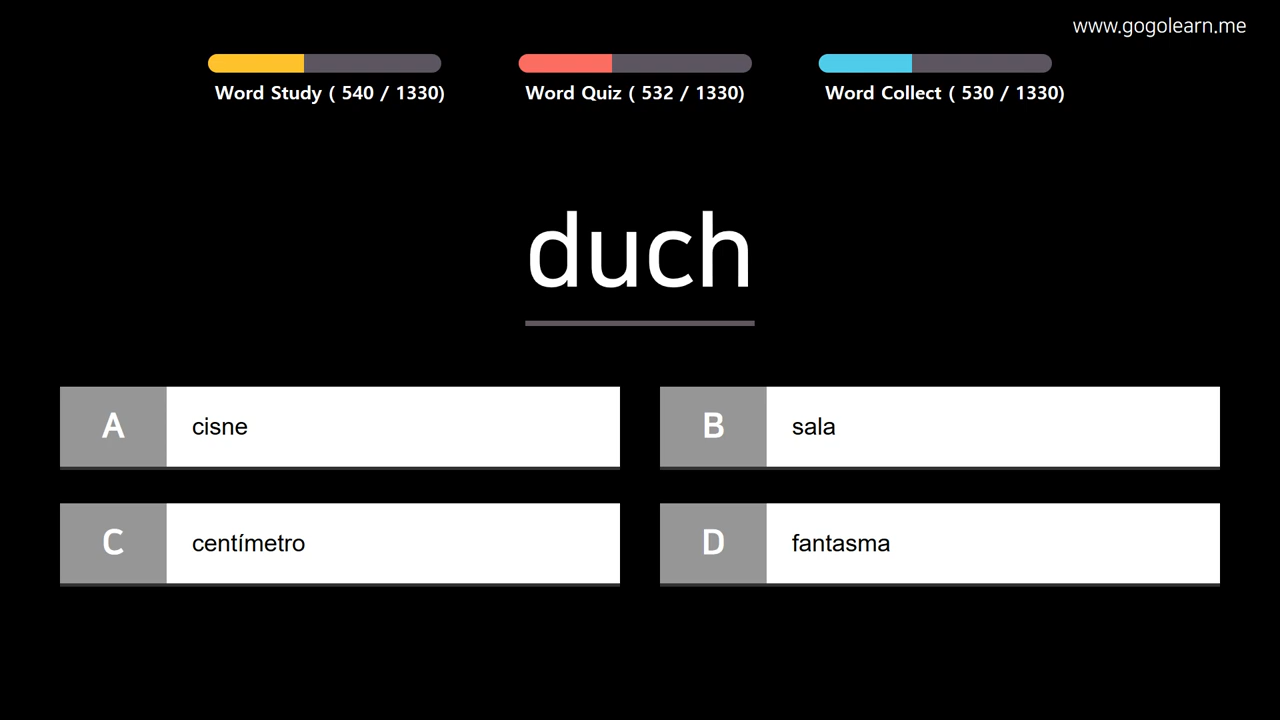 www.gogolearn.me
Word Study ( 540 / 1330)
Word Quiz ( 532 / 1330)
Word Collect ( 530 / 1330)
duch
A cisne
B sala
C centímetro
D fantasma